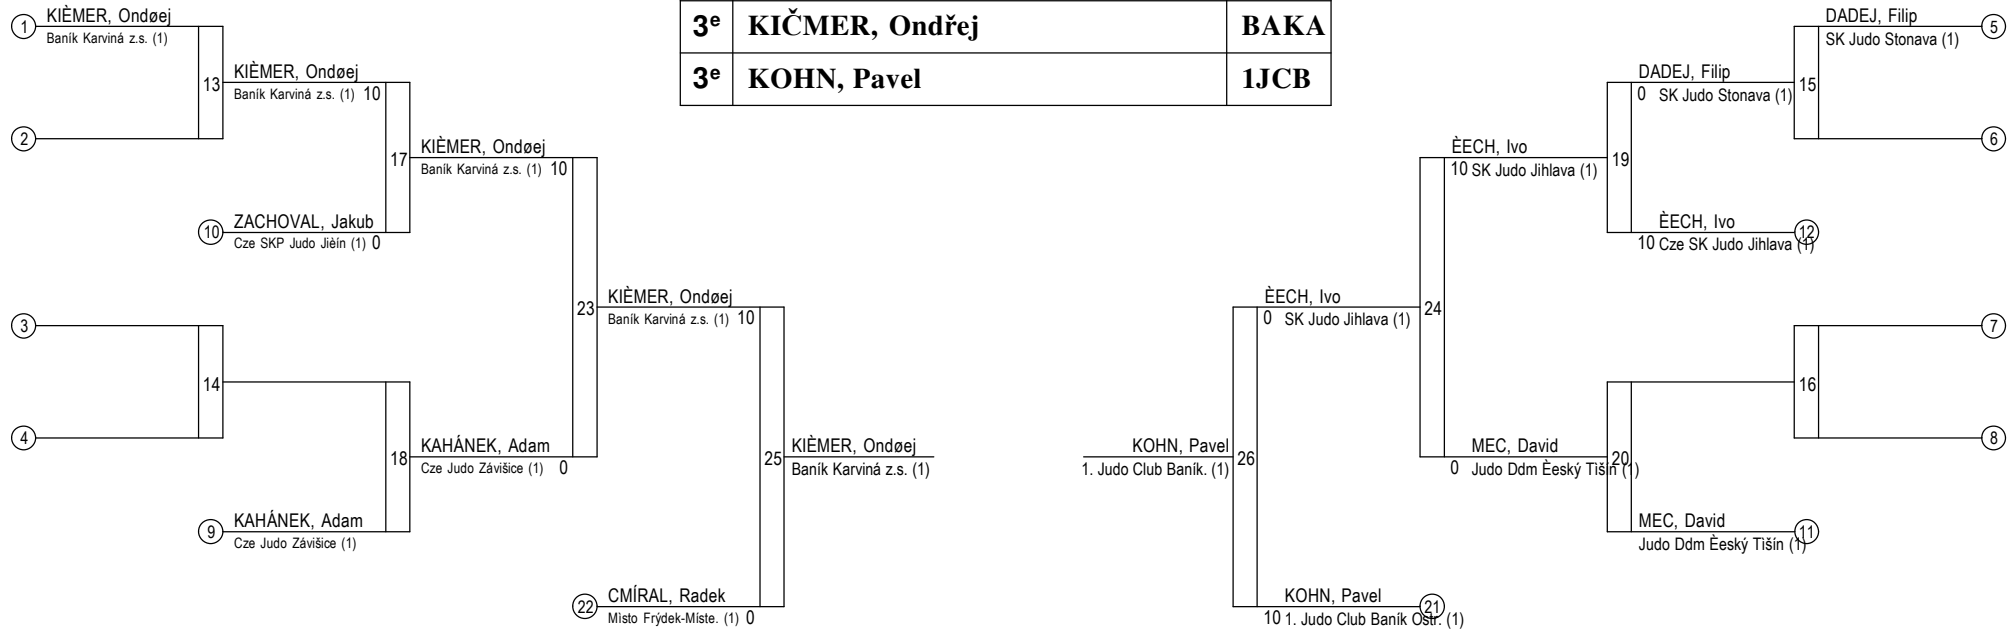 3e KIČMER, Ondřej BAKA
3e KOHN, Pavel 1JCB
1 KIÈMER, Ondøej
Baník Karviná z.s. (1)
13
2
KIÈMER, Ondøej
Baník Karviná z.s. (1) 10
17
10 ZACHOVAL, Jakub
Cze SKP Judo Jièín (1) 0
KIÈMER, Ondøej
Baník Karviná z.s. (1) 10
23
3
14
4
18
9 KAHÁNEK, Adam
Cze Judo Závišice (1)
KAHÁNEK, Adam
Cze Judo Závišice (1) 0
KIÈMER, Ondøej
Baník Karviná z.s. (1) 10
25
22 CMÍRAL, Radek
Mìsto Frýdek-Míste. (1) 0
KIÈMER, Ondøej
Baník Karviná z.s. (1)
DADEJ, Filip 5
SK Judo Stonava (1)
15
6
DADEJ, Filip
0 SK Judo Stonava (1)
19
ÈECH, Ivo 12
10 Cze SK Judo Jihlava (1)
ÈECH, Ivo
10 SK Judo Jihlava (1)
24
7
16
8
20
MEC, David 11
Judo Ddm Èeský Tìšín (1)
MEC, David
0 Judo Ddm Èeský Tìšín (1)
ÈECH, Ivo
0 SK Judo Jihlava (1)
26
KOHN, Pavel 21
10 1. Judo Club Baník Ostr. (1)
KOHN, Pavel
1. Judo Club Baník. (1)